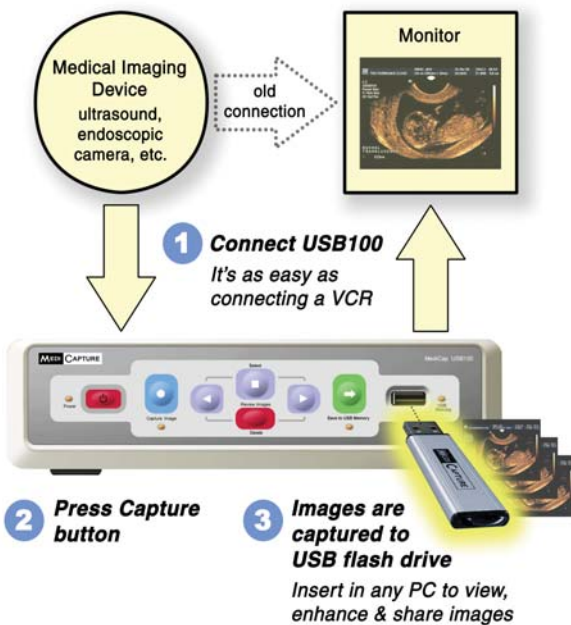 Medical Imaging
Device
ultrasound,
endoscopic
camera, etc.
old
connection
Monitor
1 Connect USB100
It's as easy as
connecting a VCR
MEDI CAPTURE
MediCap USB100
Power
Capture Image
Select
Review Images
Delete
Save to USB Memory
2 Press Capture
button
3 Images are
captured to
USB flash drive
Insert in any PC to view,
enhance & share images
MEDI CAPTURE